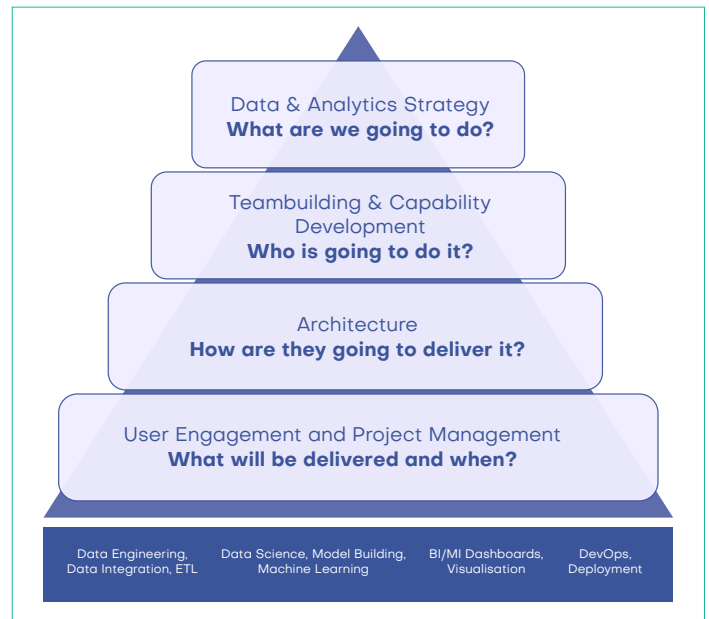 Data & Analytics Strategy
What are we going to do?
Teambuilding & Capability
Development
Who is going to do it?
Architecture
How are they going to deliver it?
User Engagement and Project Management
What will be delivered and when?
Data Engineering,
Data Integration, ETL
Data Science, Model Building,
Machine Learning
BI/MI Dashboards,
Visualisation
DevOps,
Deployment